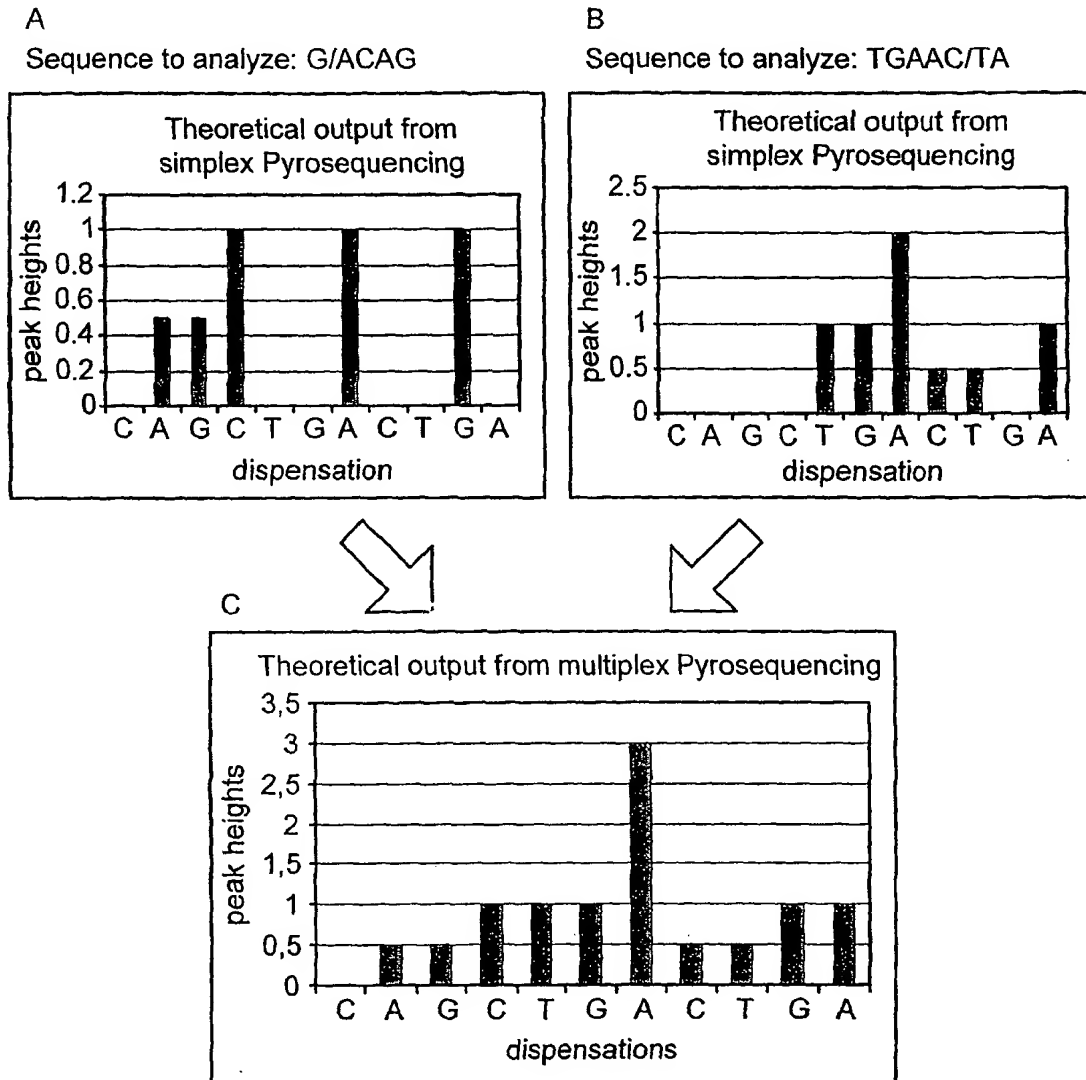 A
Sequence to analyze: G/ACAG
Theoretical output from
simplex Pyrosequencing
1.2
1
0.8
0.6
0.4
0.2
0
peak heights
C A G C T G A C T G A
dispensation
B
Sequence to analyze: TGAAC/TA
Theoretical output from
simplex Pyrosequencing
2.5
2
1.5
1
0.5
0
peak heights
C A G C T G A C T G A
dispensation
C
Theoretical output from multiplex Pyrosequencing
3,5
3
2,5
2
1,5
1
0,5
0
peak heights
C A G C T G A C T G A
dispensations